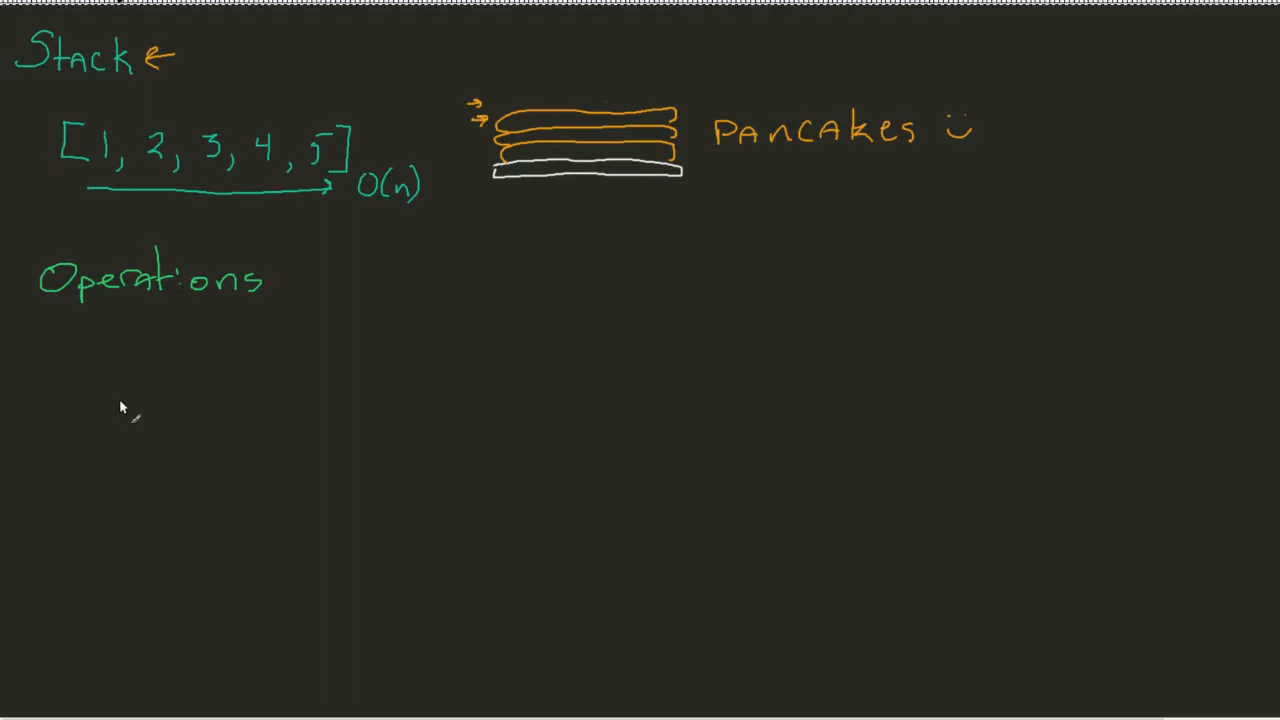 Stack ←
[1, 2, 3, 4, 5]
O(n)
PANCAKES
Operations